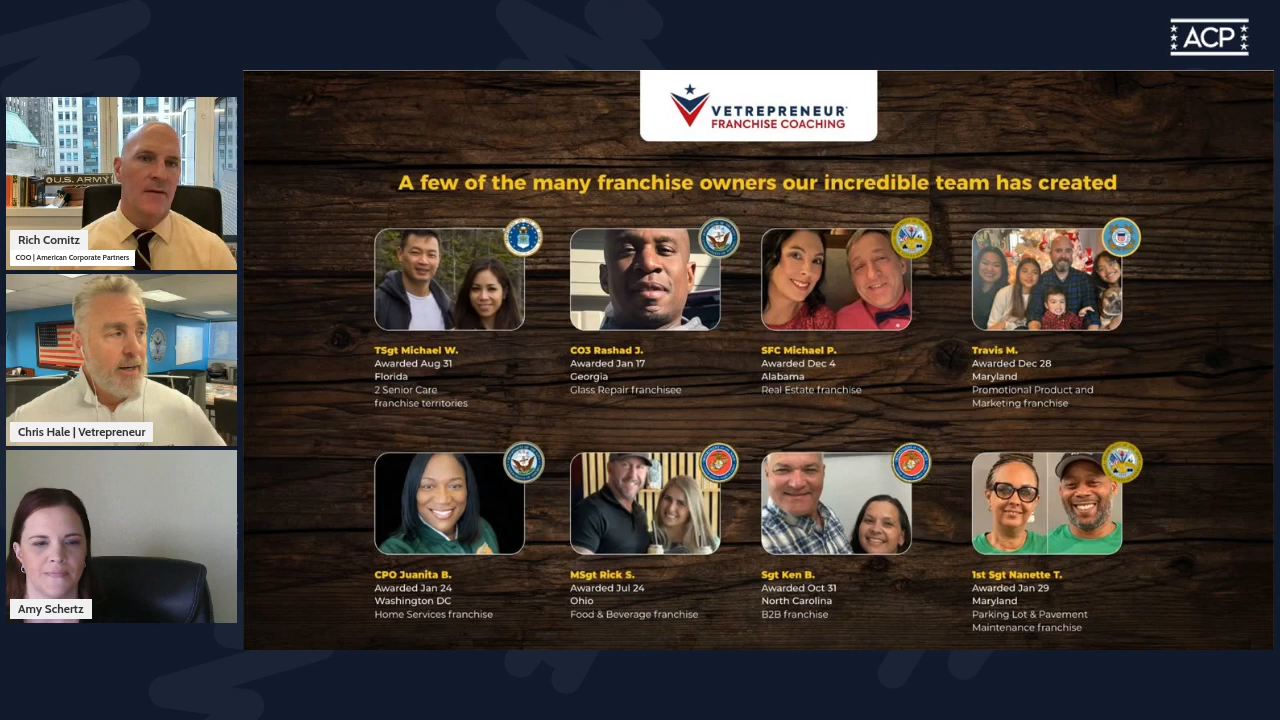 ACP
U.S. ARMY
Rich Comitz
COO | American Corporate Partners
Chris Hale | Vetrepreneur
Amy Schertz
VETREPRENEUR
FRANCHISE COACHING
A few of the many franchise owners our incredible team has created
TSgt Michael W.
Awarded Aug 31
Florida
2 Senior Care
franchise territories
CO3 Rashad J.
Awarded Jan 17
Georgia
Glass Repair franchisee
SFC Michael P.
Awarded Dec 4
Alabama
Real Estate franchise
Travis M.
Awarded Dec 28
Maryland
Promotional Product and
Marketing franchise
CPO Juanita B.
Awarded Jan 24
Washington DC
Home Services franchise
MSgt Rick S.
Awarded Jul 24
Ohio
Food & Beverage franchise
Sgt Ken B.
Awarded Oct 31
North Carolina
B2B franchise
1st Sgt Nanette T.
Awarded Jan 29
Maryland
Parking Lot & Pavement
Maintenance franchise